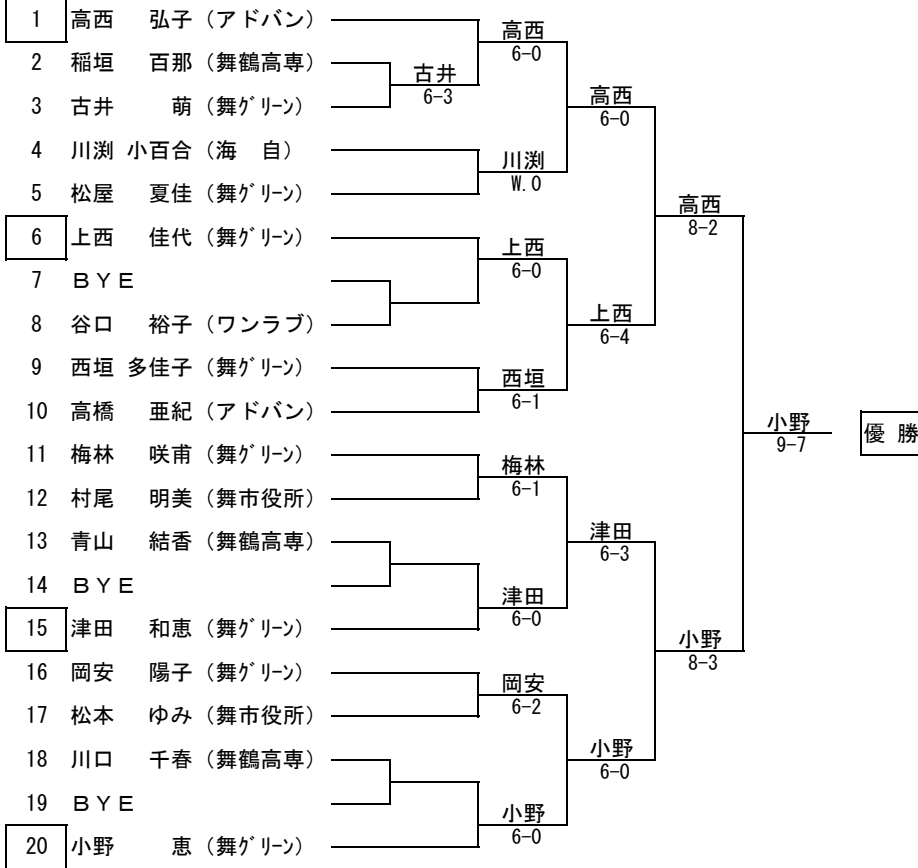 1 高西 弘子 (アドバン)
高西
6-0
2 稲垣 百那 (舞鶴高専)
古井
6-3
3 古井 萌 (舞グリーン)
高西
6-0
4 川渕 小百合 (海 自)
川渕
W.O
5 松屋 夏佳 (舞グリーン)
高西
8-2
6 上西 佳代 (舞グリーン)
上西
6-0
7 BYE
8 谷口 裕子 (ワンラブ)
上西
6-4
9 西垣 多佳子 (舞グリーン)
西垣
6-1
10 高橋 亜紀 (アドバン)
小野
9-7
優 勝
11 梅林 咲甫 (舞グリーン)
梅林
6-1
12 村尾 明美 (舞市役所)
13 青山 結香 (舞鶴高専)
津田
6-3
14 BYE
津田
6-0
15 津田 和恵 (舞グリーン)
小野
8-3
16 岡安 陽子 (舞グリーン)
岡安
6-2
17 松本 ゆみ (舞市役所)
18 川口 千春 (舞鶴高専)
小野
6-0
19 BYE
小野
6-0
20 小野 恵 (舞グリーン)